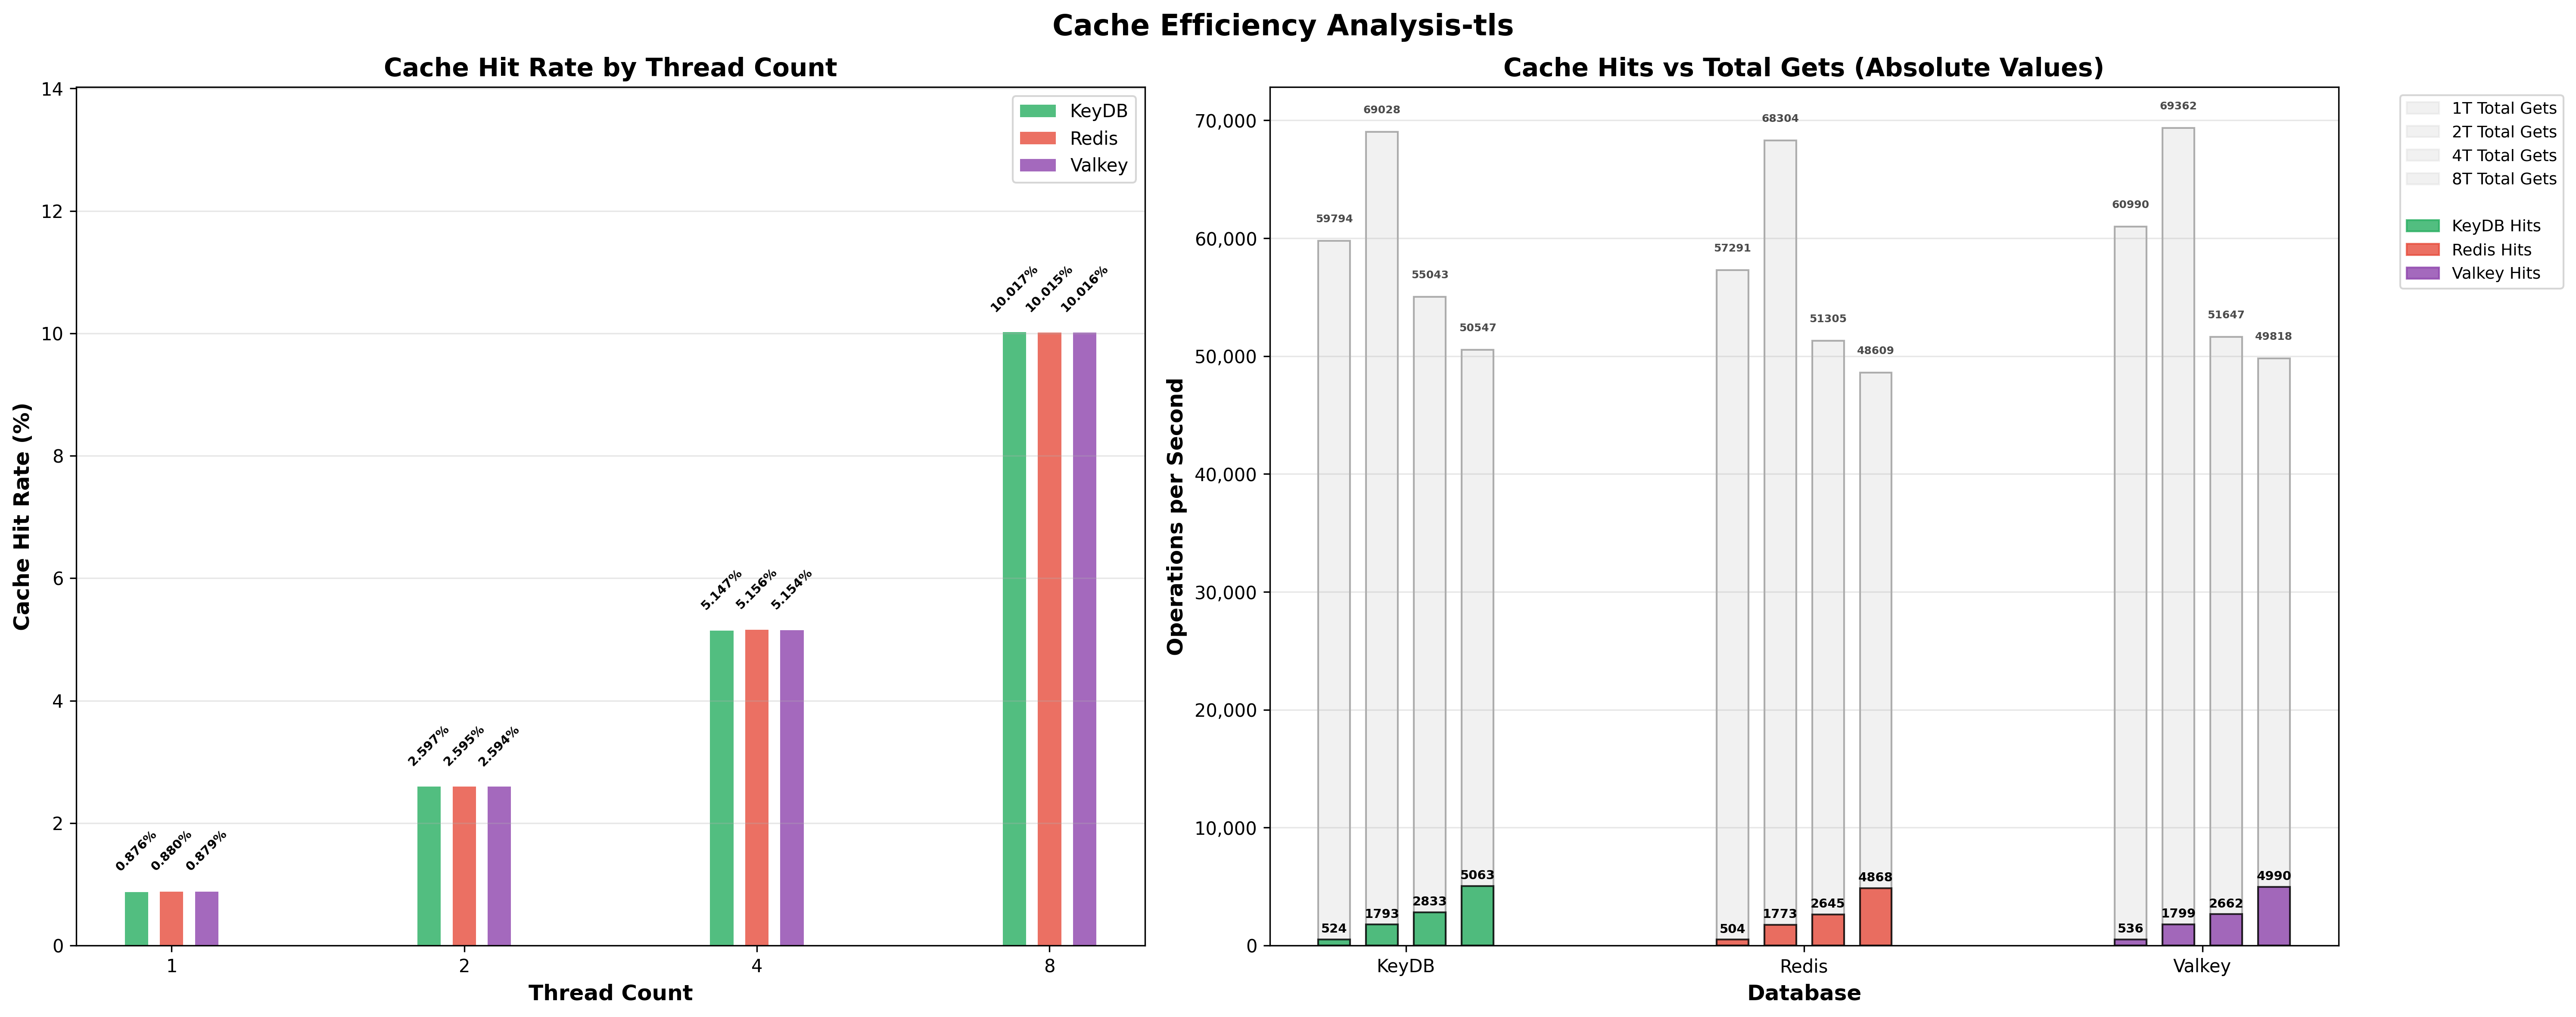 Cache Efficiency Analysis-tls
Cache Hit Rate by Thread Count
Cache Hit Rate (%)
14
12
10
8
6
4
2
0
KeyDB
Redis
Valkey
0.876%
0.880%
0.879%
2.597%
2.595%
2.594%
5.147%
5.156%
5.154%
10.017%
10.015%
10.016%
1
2
4
8
Thread Count
Cache Hits vs Total Gets (Absolute Values)
Operations per Second
70,000
60,000
50,000
40,000
30,000
20,000
10,000
0
59794
69028
55043
50547
57291
68304
51305
48609
60990
69362
51647
49818
524
1793
2833
5063
504
1773
2645
4868
536
1799
2662
4990
KeyDB
Redis
Valkey
Database
1T Total Gets
2T Total Gets
4T Total Gets
8T Total Gets
KeyDB Hits
Redis Hits
Valkey Hits